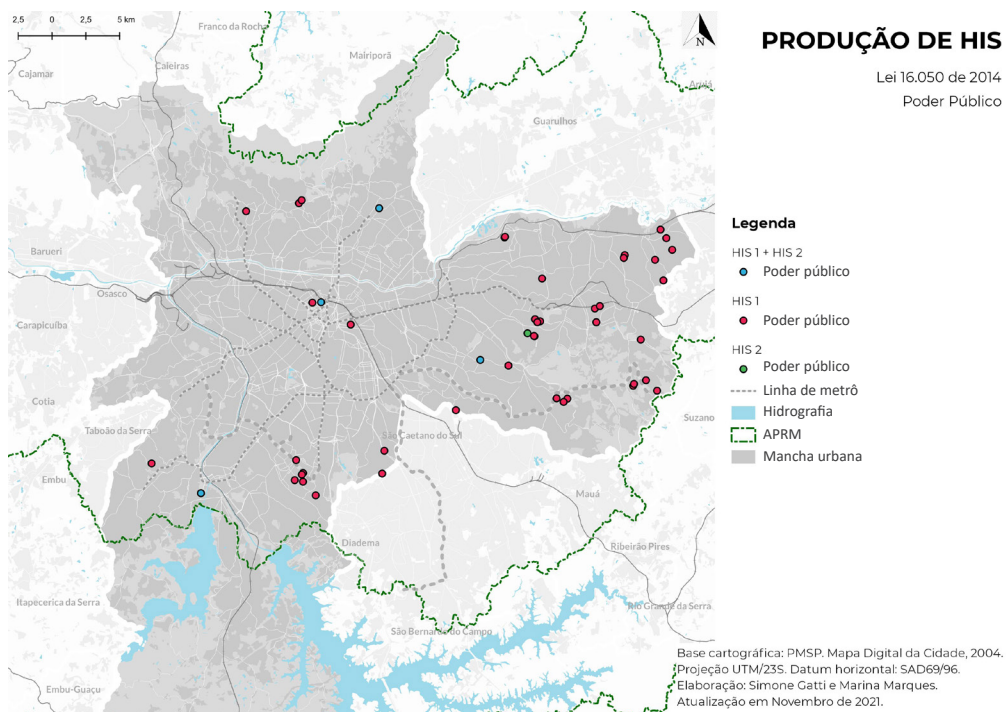 2,5 0 2,5 5 km
Franco da Rocha
Mairiporã
N
Caieiras
Cajamar
Arujá
Guarulhos
Barueri
Osasco
Carapicuíba
Cotia
Taboão da Serra
São Caetano do Sul
Suzano
Embu
Mauá
Diadema
Ribeirão Pires
Itapecerica da Serra
Rio Grande da Serra
São Bernardo do Campo
Embu-Guaçu
PRODUÇÃO DE HIS
Lei 16.050 de 2014
Poder Público
Legenda
HIS 1 + HIS 2
Poder público
HIS 1
Poder público
HIS 2
Poder público
Linha de metrô
Hidrografia
APRM
Mancha urbana
Base cartográfica: PMSP. Mapa Digital da Cidade, 2004.
Projeção UTM/23S. Datum horizontal: SAD69/96.
Elaboração: Simone Gatti e Marina Marques.
Atualização em Novembro de 2021.